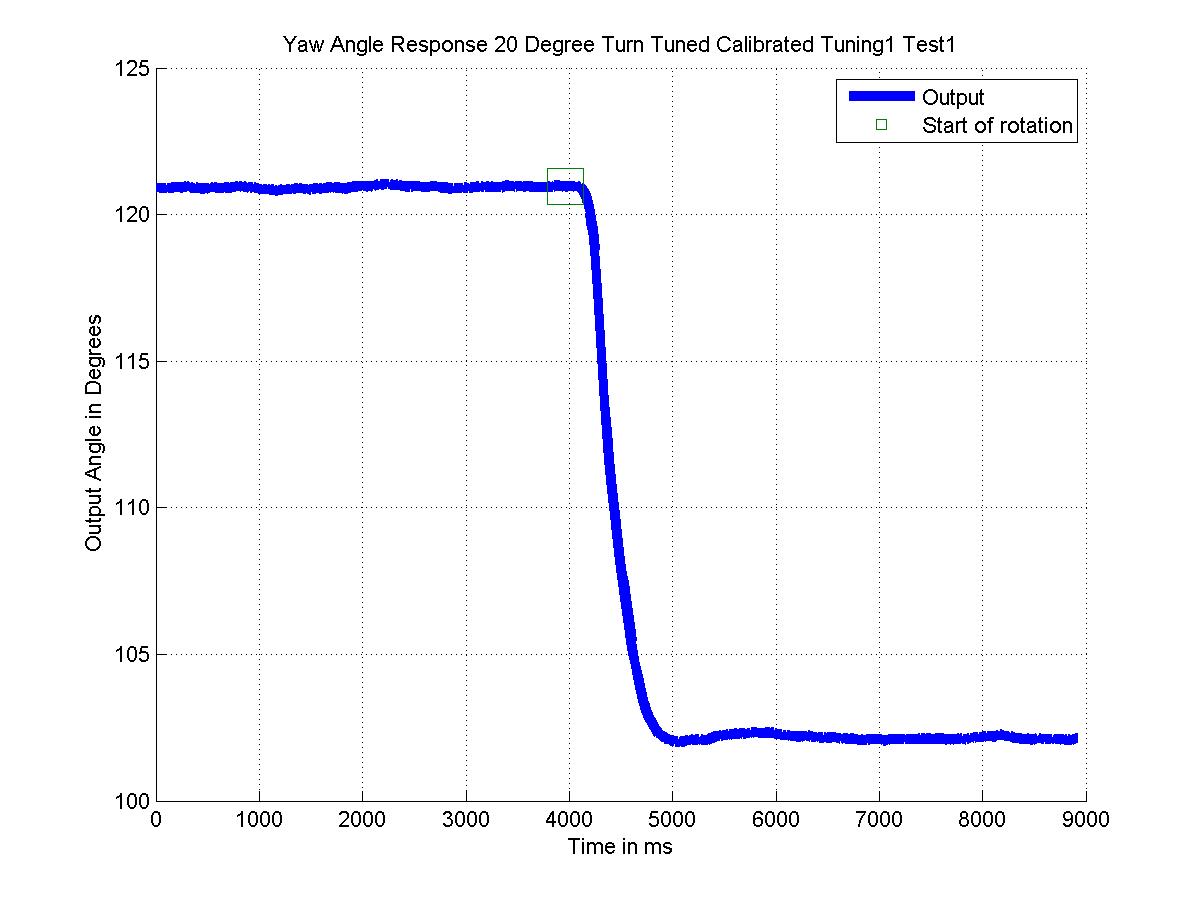 Yaw Angle Response 20 Degree Turn Tuned Calibrated Tuning1 Test1
Output
Start of rotation
125
120
115
110
105
100
Output Angle in Degrees
0 1000 2000 3000 4000 5000 6000 7000 8000 9000
Time in ms